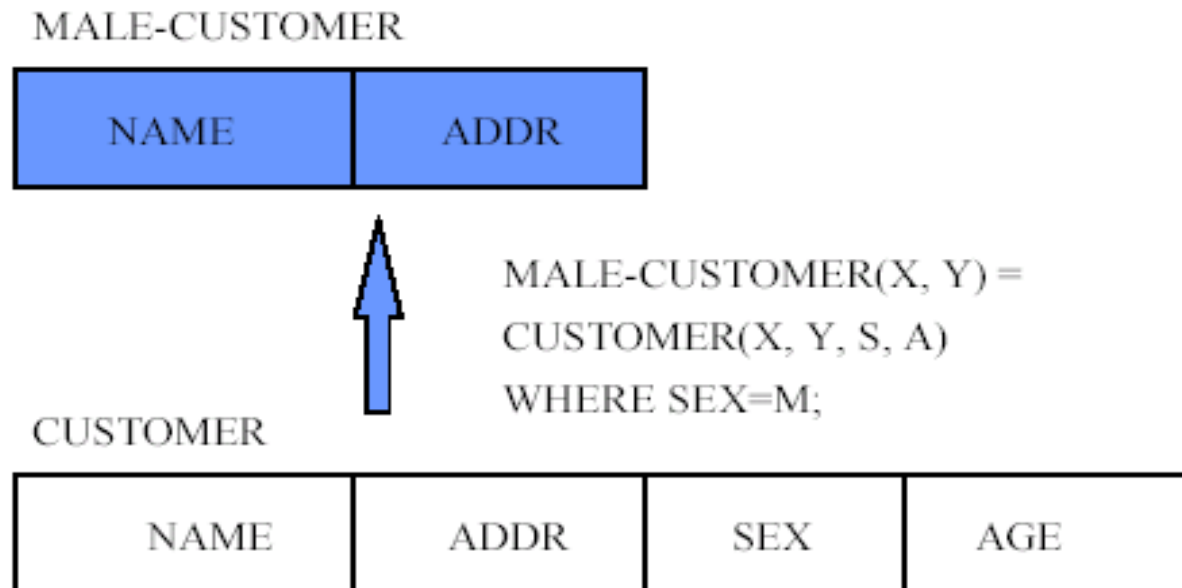 MALE-CUSTOMER
NAME ADDR
MALE-CUSTOMER(X, Y) =
CUSTOMER(X, Y, S, A)
WHERE SEX=M;
CUSTOMER
NAME ADDR SEX AGE